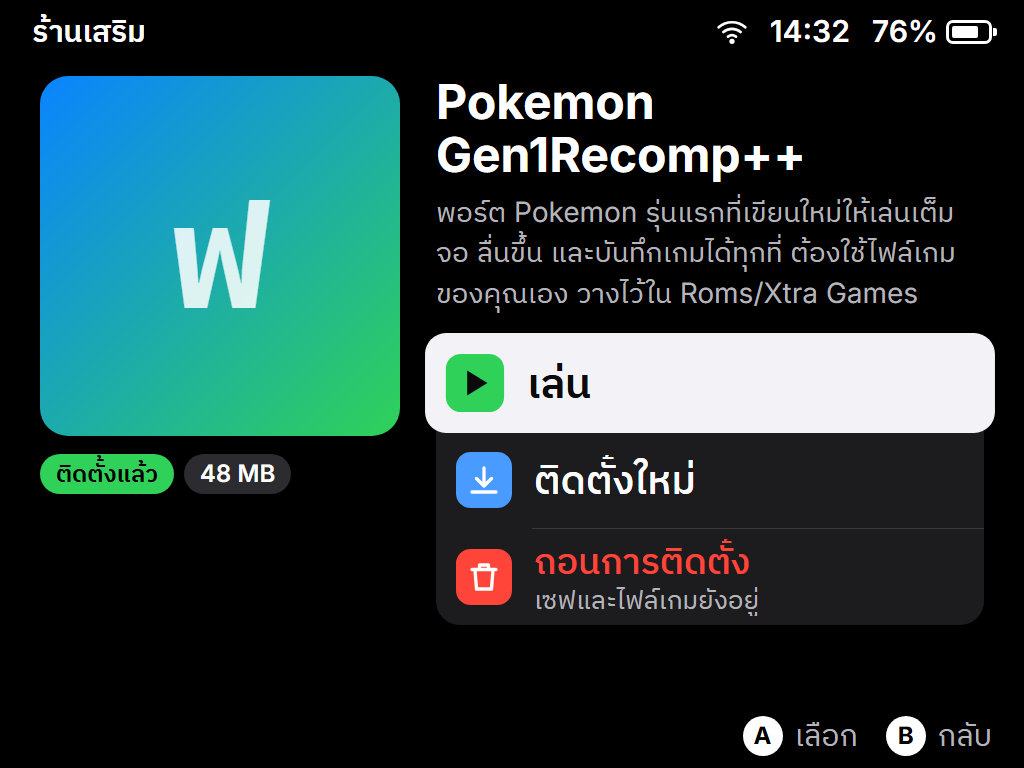 ร้านเสริม
14:32 76%
Pokemon
Gen1Recomp++
พอร์ต Pokemon รุ่นแรกที่เขียนใหม่ให้เล่นเต็ม
จอ ลื่นขึ้น และบันทึกเกมได้ทุกที่ ต้องใช้ไฟล์เกม
ของคุณเอง วางไว้ใน Roms/Xtra Games
ฟ
เล่น
ติดตั้งแล้ว 48 MB
ติดตั้งใหม่
ถอนการติดตั้ง
เซฟและไฟล์เกมยังอยู่
A เลือก B กลับ